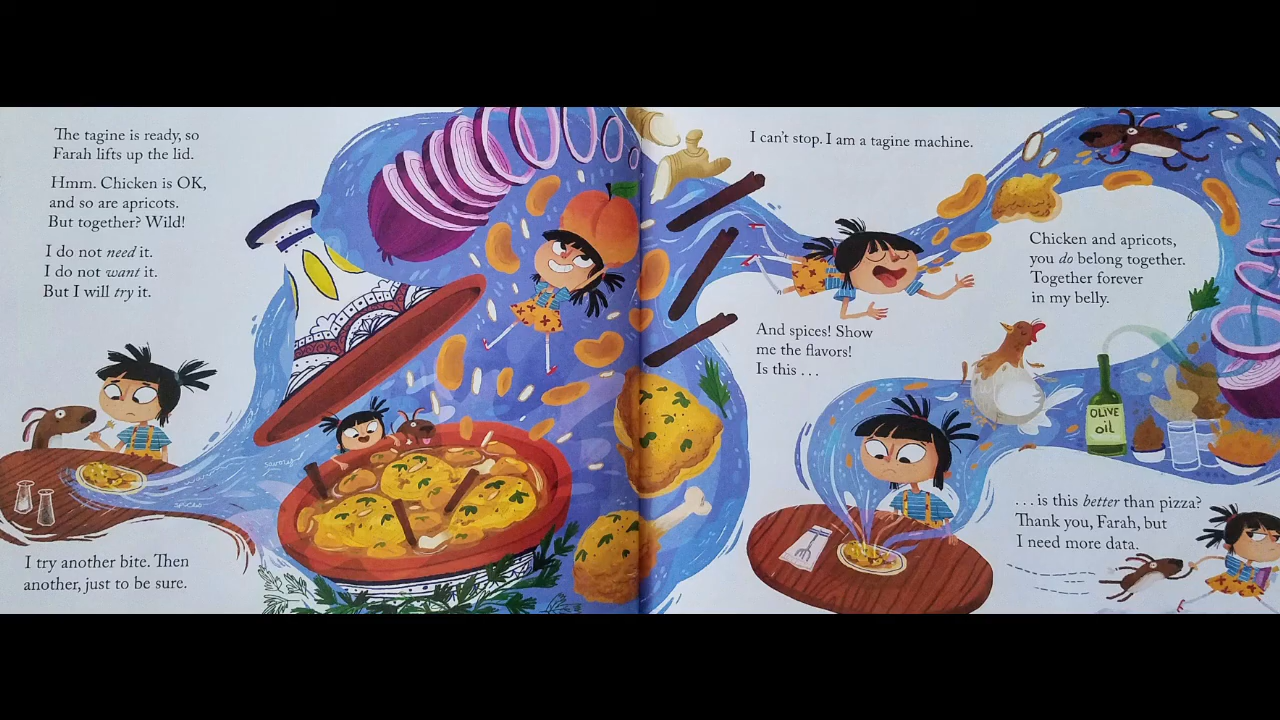 The tagine is ready, so
Farah lifts up the lid.
Hmm. Chicken is OK,
and so are apricots.
But together? Wild!
I do not need it.
I do not want it.
But I will try it.
savory
spices
I try another bite. Then
another, just to be sure.
I can't stop. I am a tagine machine.
And spices! Show
me the flavors!
Is this . . .
Chicken and apricots,
you do belong together.
Together forever
in my belly.
OLIVE
oil
. . . is this better than pizza?
Thank you, Farah, but
I need more data.